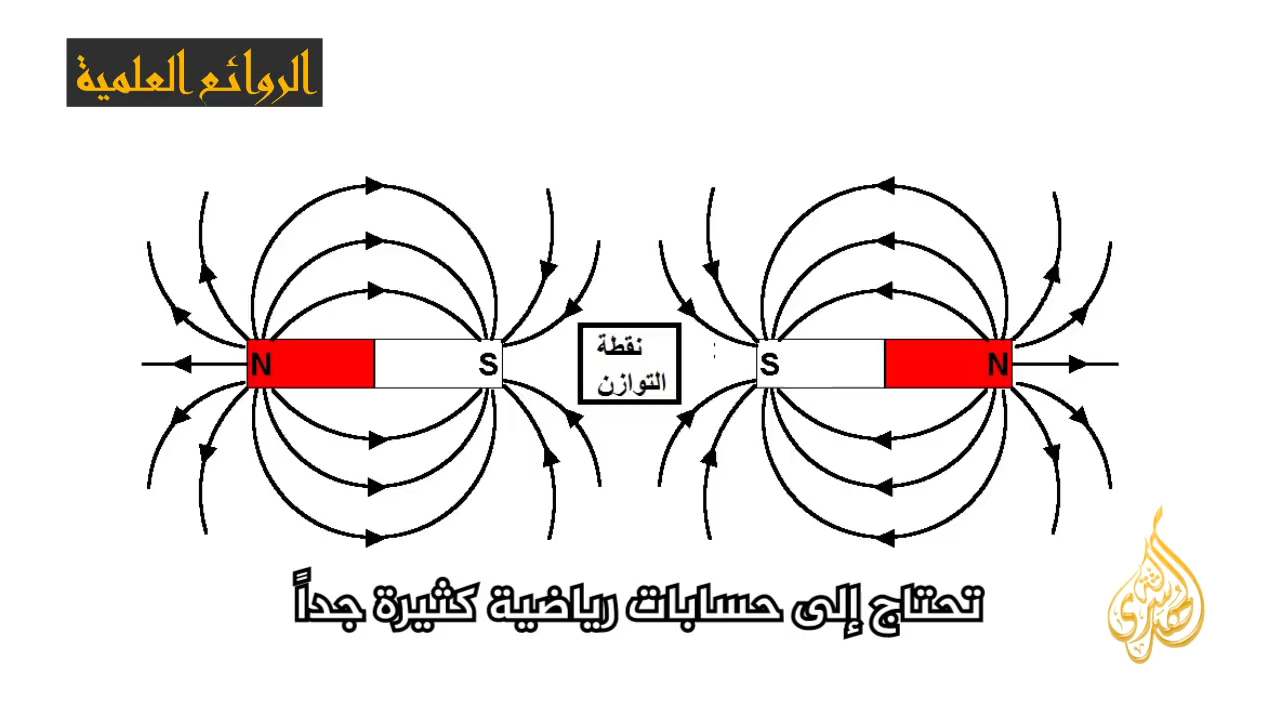 الروائع العلمية
N
S
نقطة
التوازن
S
N
تحتاج إلى حسابات رياضية كثيرة جداً